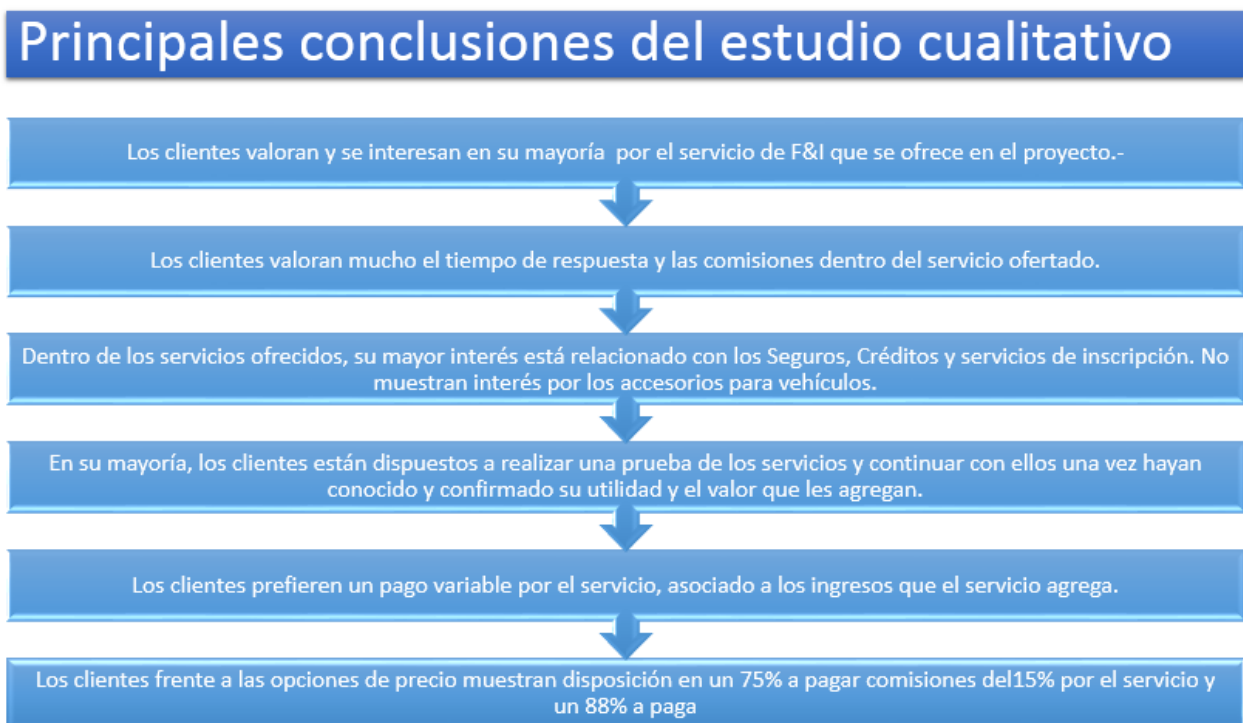 Principales conclusiones del estudio cualitativo
Los clientes valoran y se interesan en su mayoría por el servicio de F&I que se ofrece en el proyecto.-
Los clientes valoran mucho el tiempo de respuesta y las comisiones dentro del servicio ofertado.
Dentro de los servicios ofrecidos, su mayor interés está relacionado con los Seguros, Créditos y servicios de inscripción. No
muestran interés por los accesorios para vehículos.
En su mayoría, los clientes están dispuestos a realizar una prueba de los servicios y continuar con ellos una vez hayan
conocido y confirmado su utilidad y el valor que les agregan.
Los clientes prefieren un pago variable por el servicio, asociado a los ingresos que el servicio agrega.
Los clientes frente a las opciones de precio muestran disposición en un 75% a pagar comisiones del15% por el servicio y
un 88% a paga